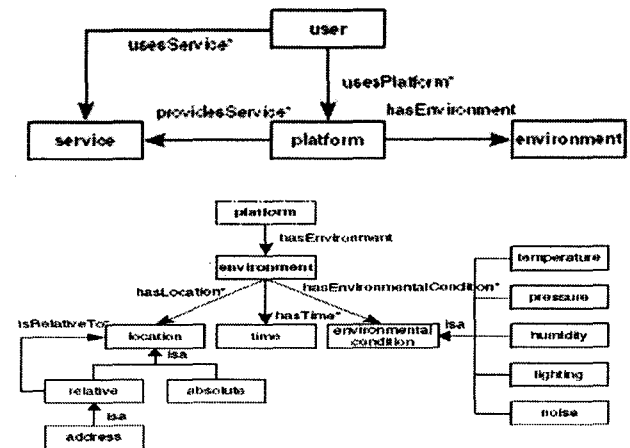 user
usesService*
usesPlatform*
providesService*
hasEnvironment
service
platform
environment
platform
hasEnvironment
environment
hasLocation*
hasEnvironmentalCondition*
hasTime*
isRelativeTo
location
time
environmental
condition
isa
isa
relative
absolute
isa
address
temperature
pressure
humidity
lighting
noise